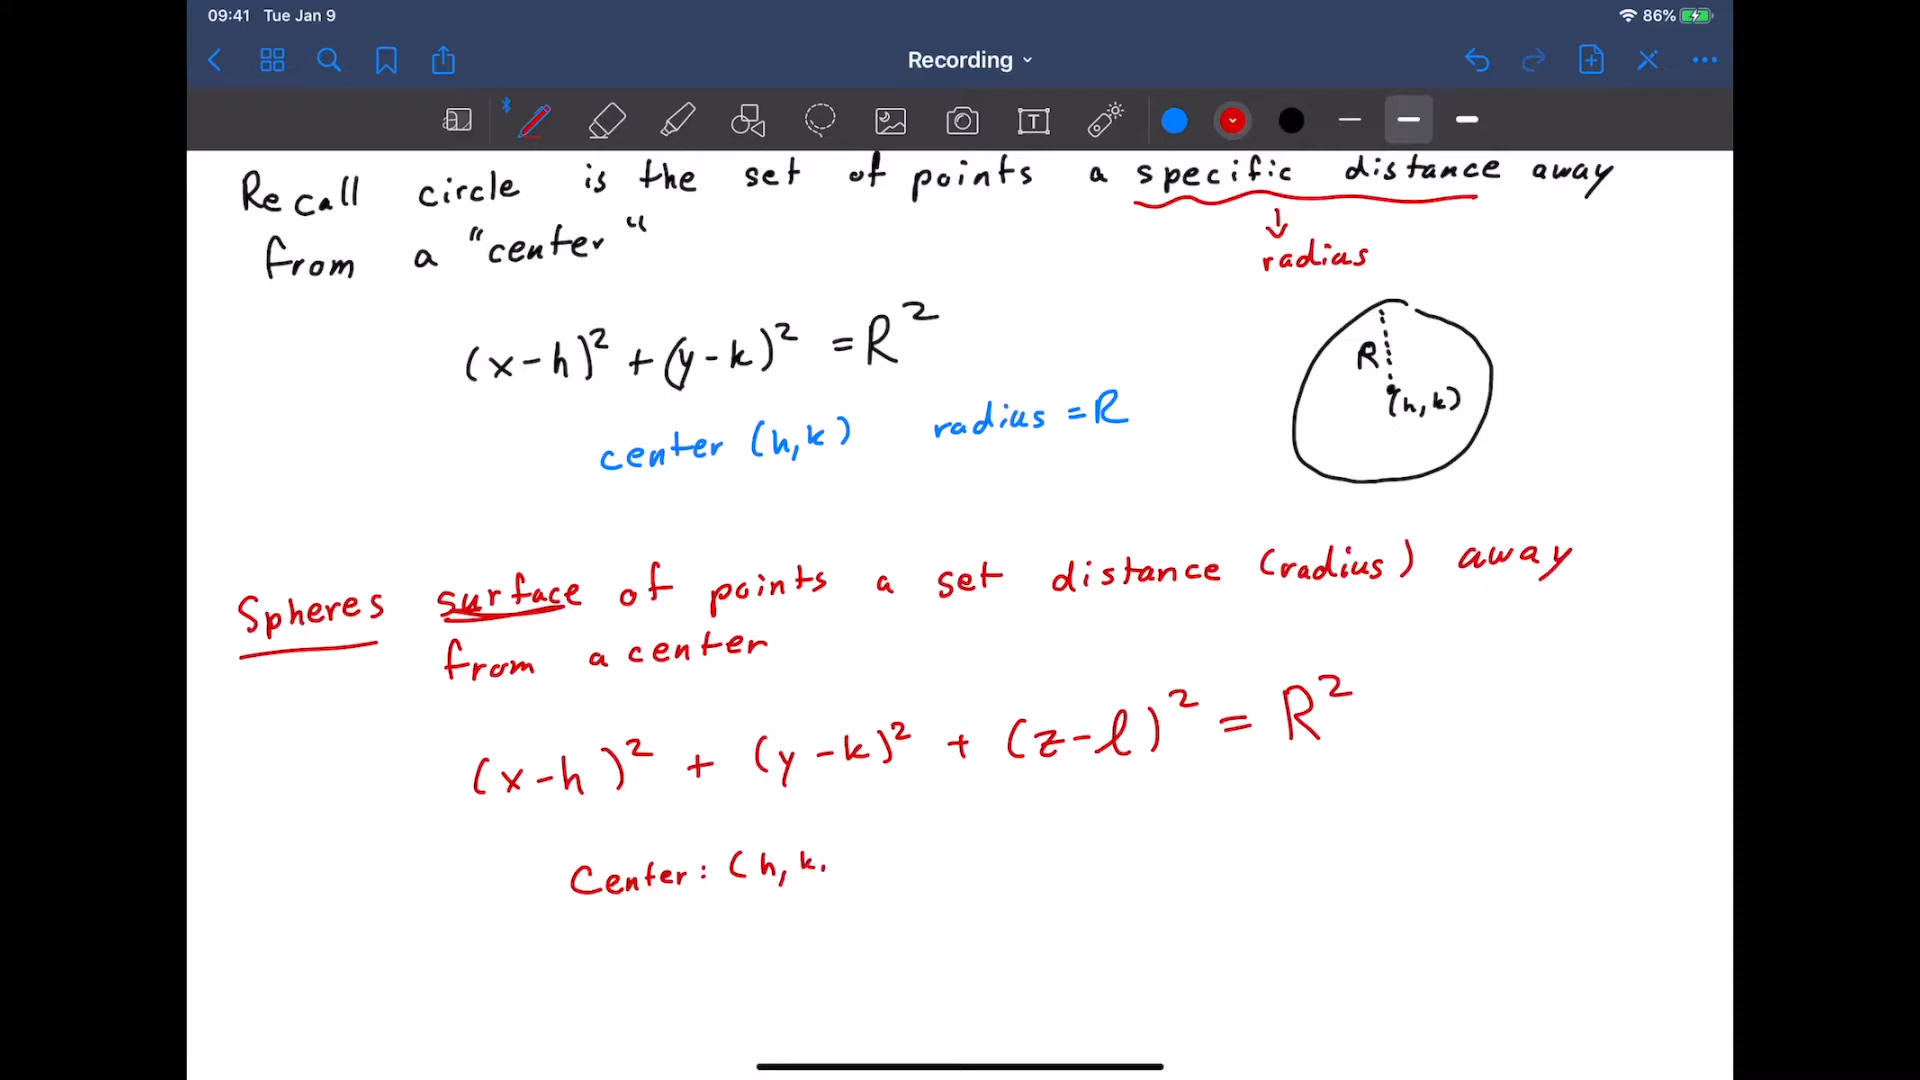 09:41 Tue Jan 9
86%
Recording
T
Recall circle is the set of points a specific distance away
from a "center"
radius
(x-h)² + (y-k)² = R²
R
(h,k)
center (h,k) radius = R
Spheres surface of points a set distance (radius) away
from a center
(x-h)² + (y-k)² + (z-ℓ)² = R²
Center: (h, k,